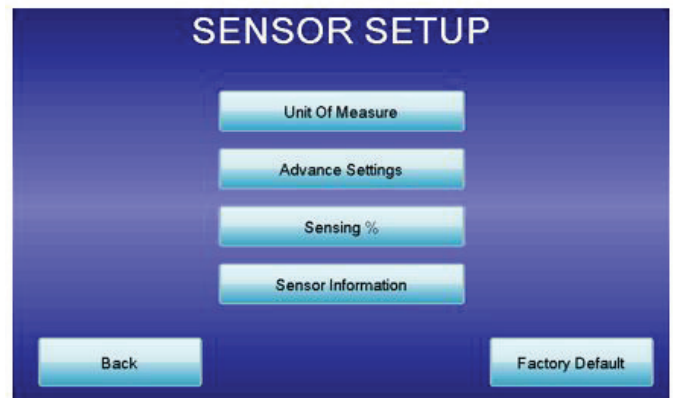 SENSOR SETUP
Unit Of Measure
Advance Settings
Sensing %
Sensor Information
Back
Factory Default